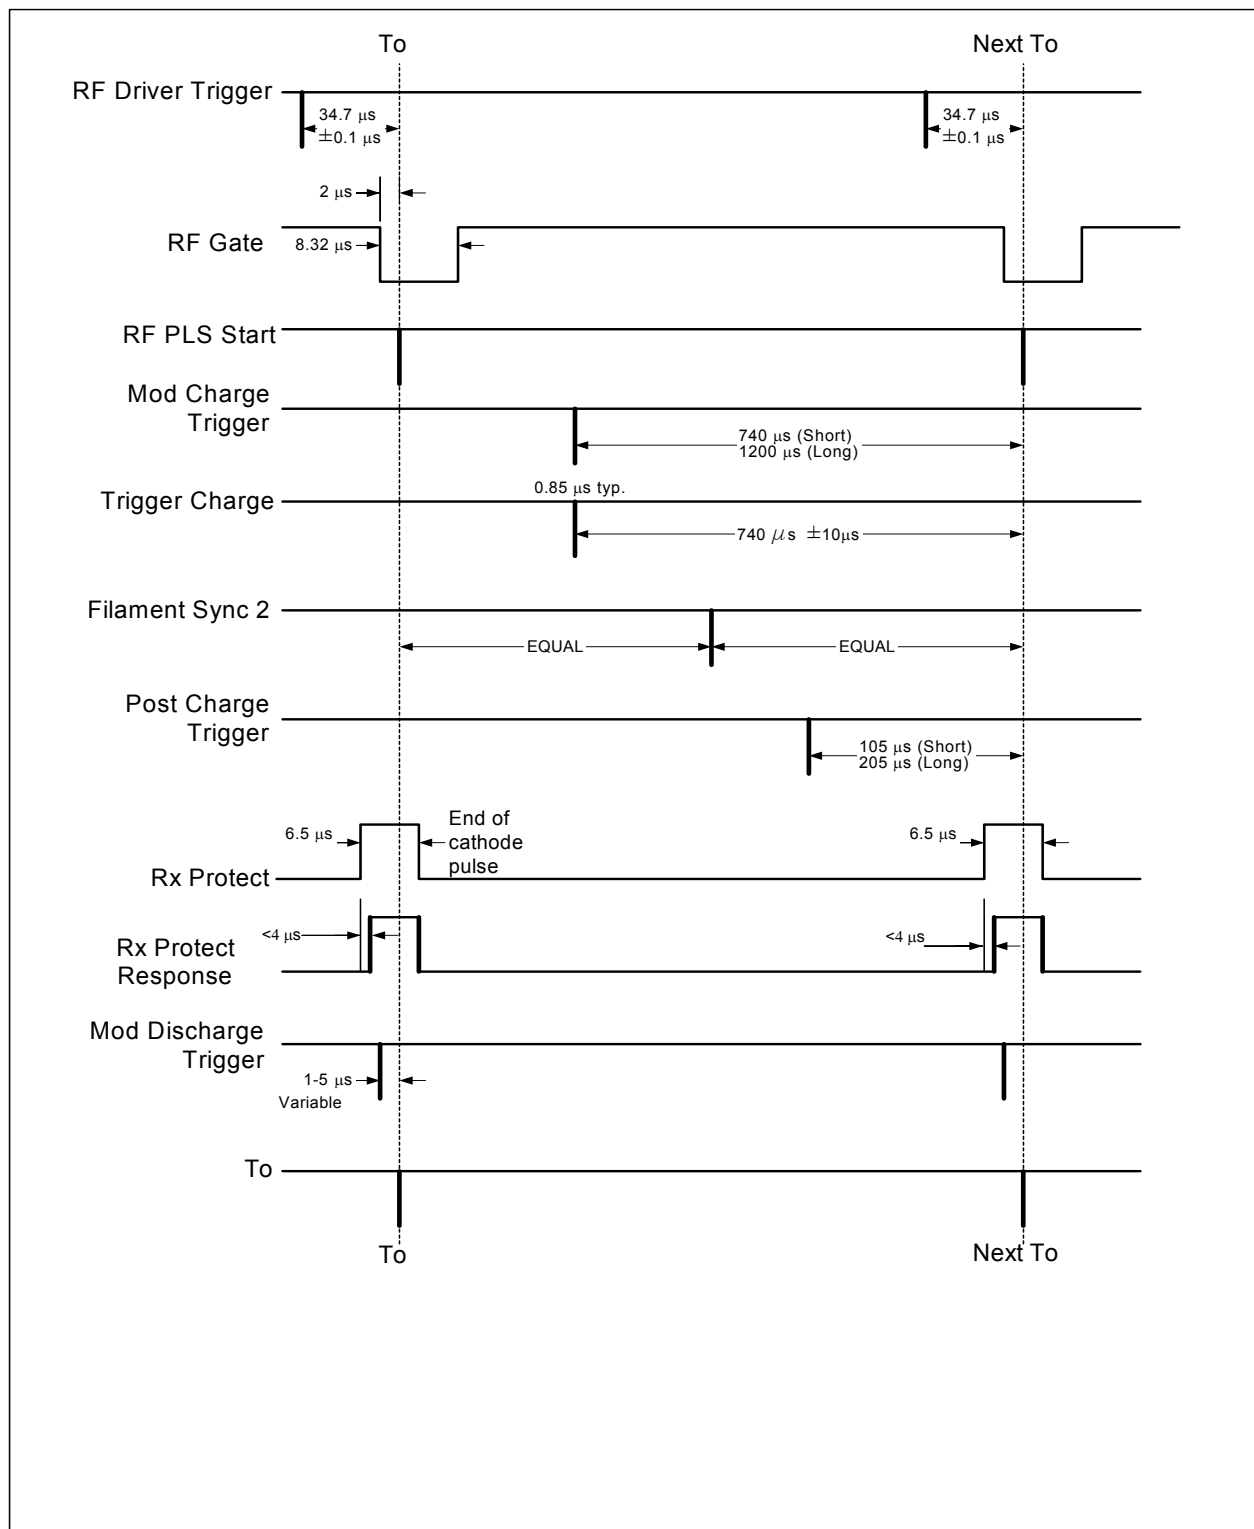 To
Next To
RF Driver Trigger
34.7 μs
±0.1 μs
34.7 μs
±0.1 μs
2 μs
RF Gate
8.32 μs
RF PLS Start
Mod Charge
Trigger
740 μs (Short)
1200 μs (Long)
Trigger Charge
0.85 μs typ.
740 μs ±10μs
Filament Sync 2
EQUAL
EQUAL
Post Charge
Trigger
105 μs (Short)
205 μs (Long)
6.5 μs
End of
cathode
pulse
6.5 μs
Rx Protect
<4 μs
<4 μs
Rx Protect
Response
Mod Discharge
Trigger
1-5 μs
Variable
To
To
Next To